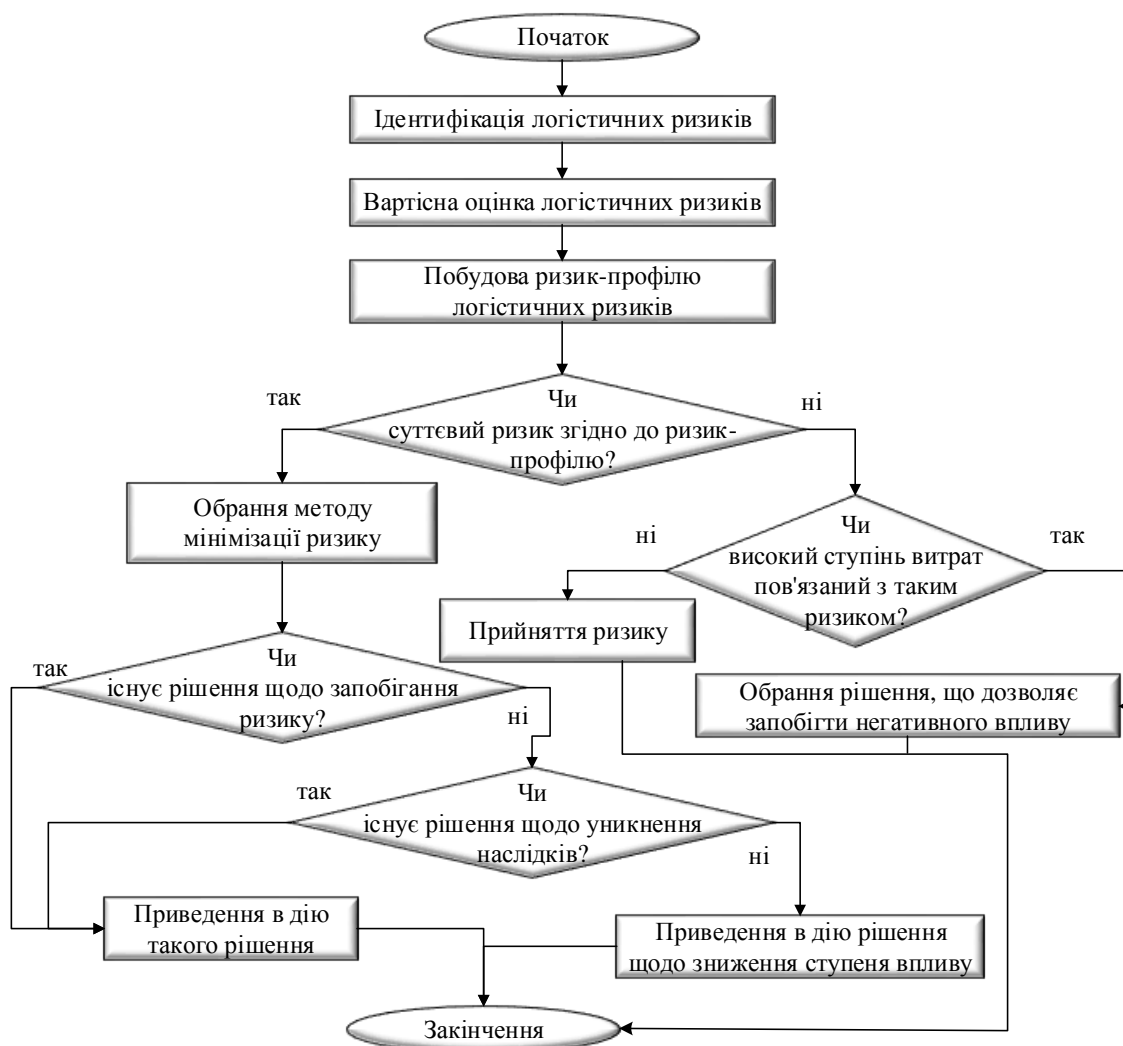 Початок
Ідентифікація логістичних ризиків
Вартісна оцінка логістичних ризиків
Побудова ризик-профілю
логістичних ризиків
так
Чи
суттєвий ризик згідно до ризик-
профілю?
ні
Обрання методу
мінімізації ризику
ні
Чи
високий ступінь витрат
пов'язаний з таким
ризиком?
так
Прийняття ризику
так
Чи
існує рішення щодо запобігання
ризику?
ні
Обрання рішення, що дозволяє
запобігти негативного впливу
так
Чи
існує рішення щодо уникнення
наслідків?
ні
Приведення в дію
такого рішення
Приведення в дію рішення
щодо зниження ступеня впливу
Закінчення